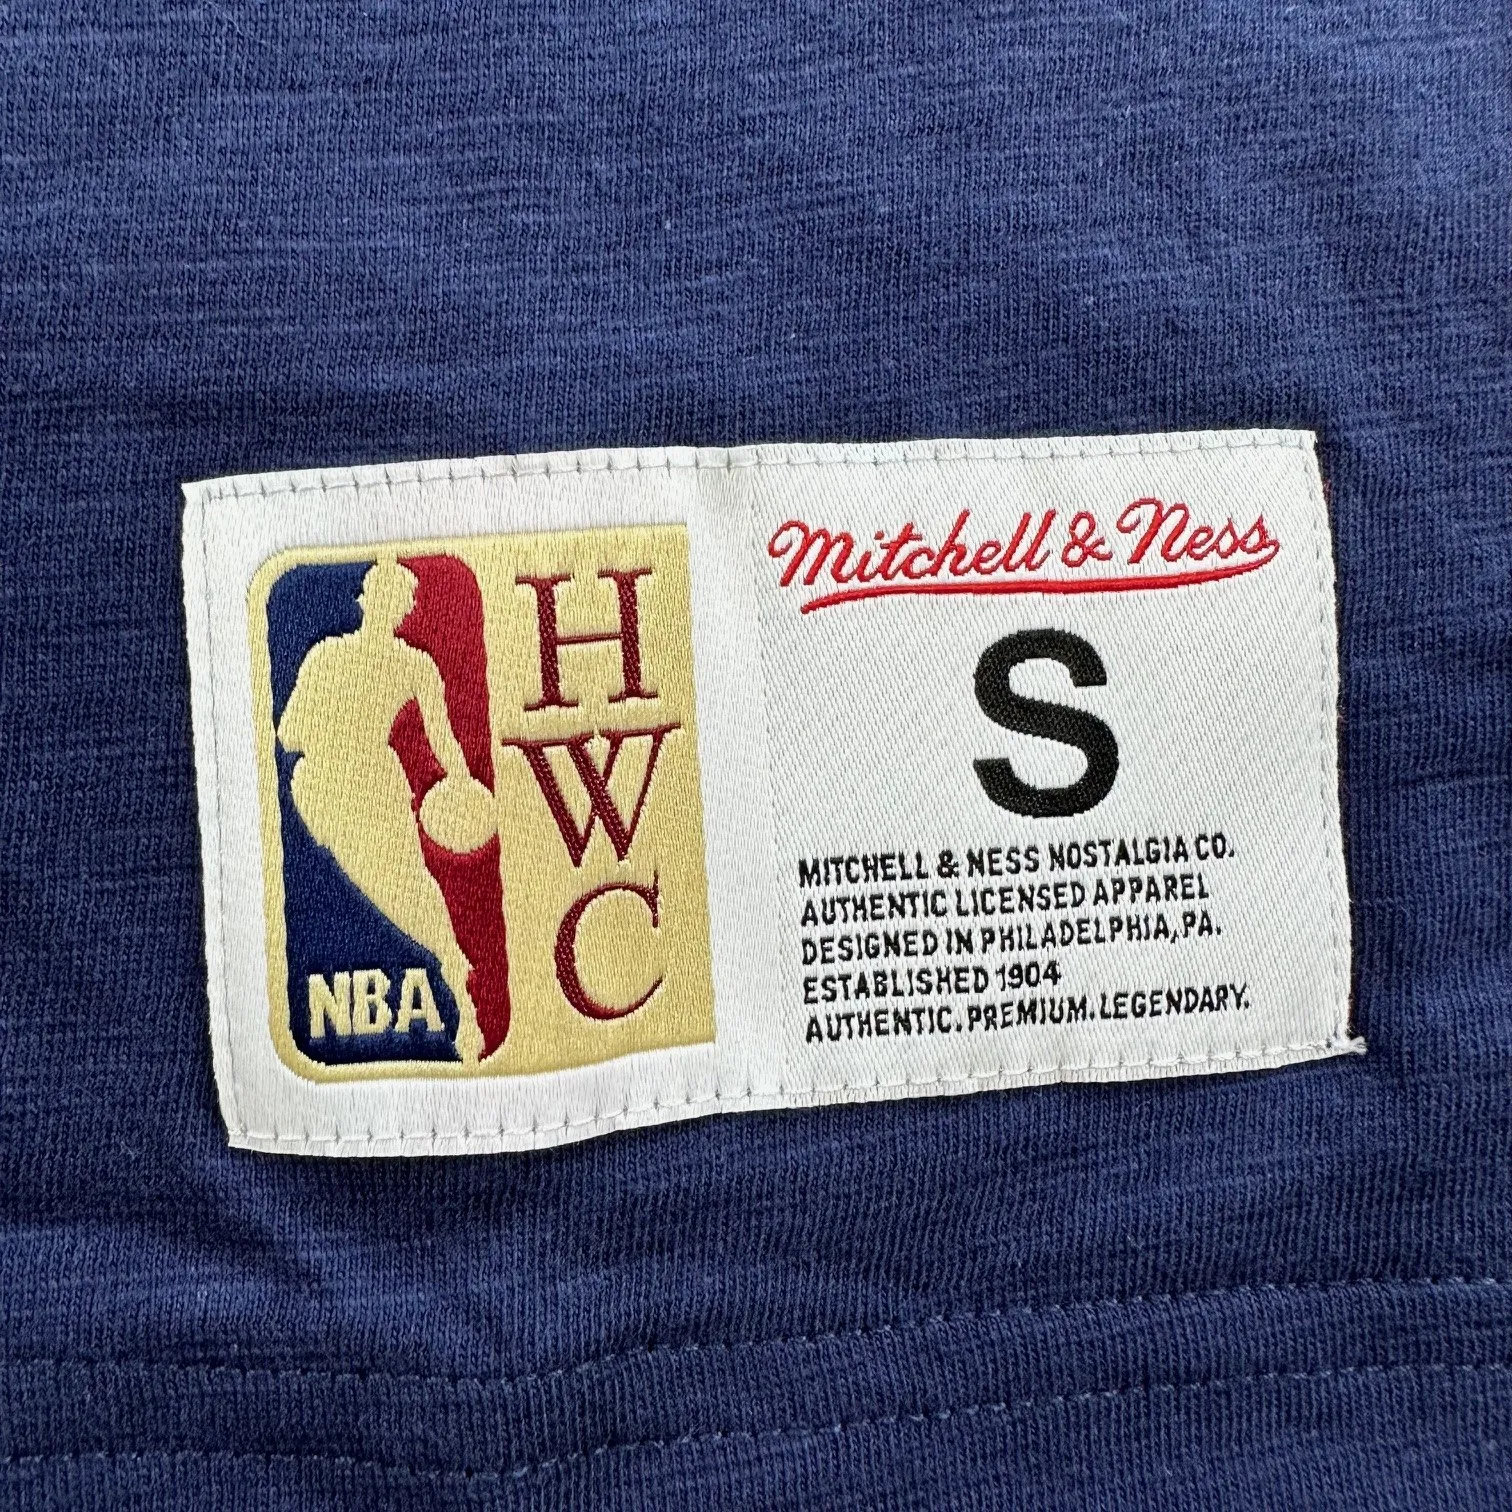 NBA
H
W
C
Mitchell & Ness
S
MITCHELL & NESS NOSTALGIA CO.
AUTHENTIC LICENSED APPAREL
DESIGNED IN PHILADELPHIA, PA.
ESTABLISHED 1904
AUTHENTIC. PREMIUM. LEGENDARY.